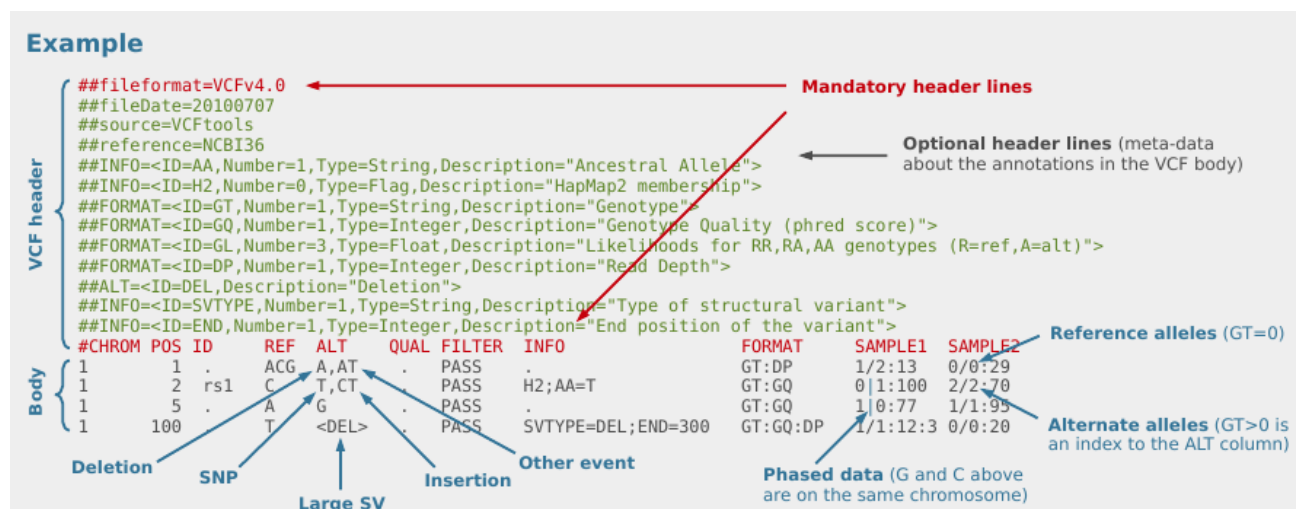 Example
##fileformat=VCFv4.0
Mandatory header lines
##fileDate=20100707
##source=VCFtools
##reference=NCBI36
Optional header lines (meta-data
about the annotations in the VCF body)
##INFO=<ID=AA,Number=1,Type=String,Description="Ancestral Allele">
##INFO=<ID=H2,Number=0,Type=Flag,Description="HapMap2 membership">
##FORMAT=<ID=GT,Number=1,Type=String,Description="Genotype">
##FORMAT=<ID=GQ,Number=1,Type=Integer,Description="Genotype Quality (phred score)">
##FORMAT=<ID=GL,Number=3,Type=Float,Description="Likelihoods for RR,RA,AA genotypes (R=ref,A=alt)">
##FORMAT=<ID=DP,Number=1,Type=Integer,Description="Read Depth">
##ALT=<ID=DEL,Description="Deletion">
##INFO=<ID=SVTYPE,Number=1,Type=String,Description="Type of structural variant">
##INFO=<ID=END,Number=1,Type=Integer,Description="End position of the variant">
VCF header
#CHROM POS ID REF ALT QUAL FILTER INFO FORMAT SAMPLE1 SAMPLE2
1 1 . ACG A,AT . PASS . GT:DP 1/2:13 0/0:29
1 2 rs1 C T,CT . PASS H2;AA=T GT:GQ 0|1:100 2/2:70
1 5 . A G . PASS . GT:GQ 1|0:77 1/1:95
1 100 . T <DEL> . PASS SVTYPE=DEL;END=300 GT:GQ:DP 1/1:12:3 0/0:20
Body
Reference alleles (GT=0)
Alternate alleles (GT>0 is
an index to the ALT column)
Deletion
SNP
Large SV
Insertion
Other event
Phased data (G and C above
are on the same chromosome)